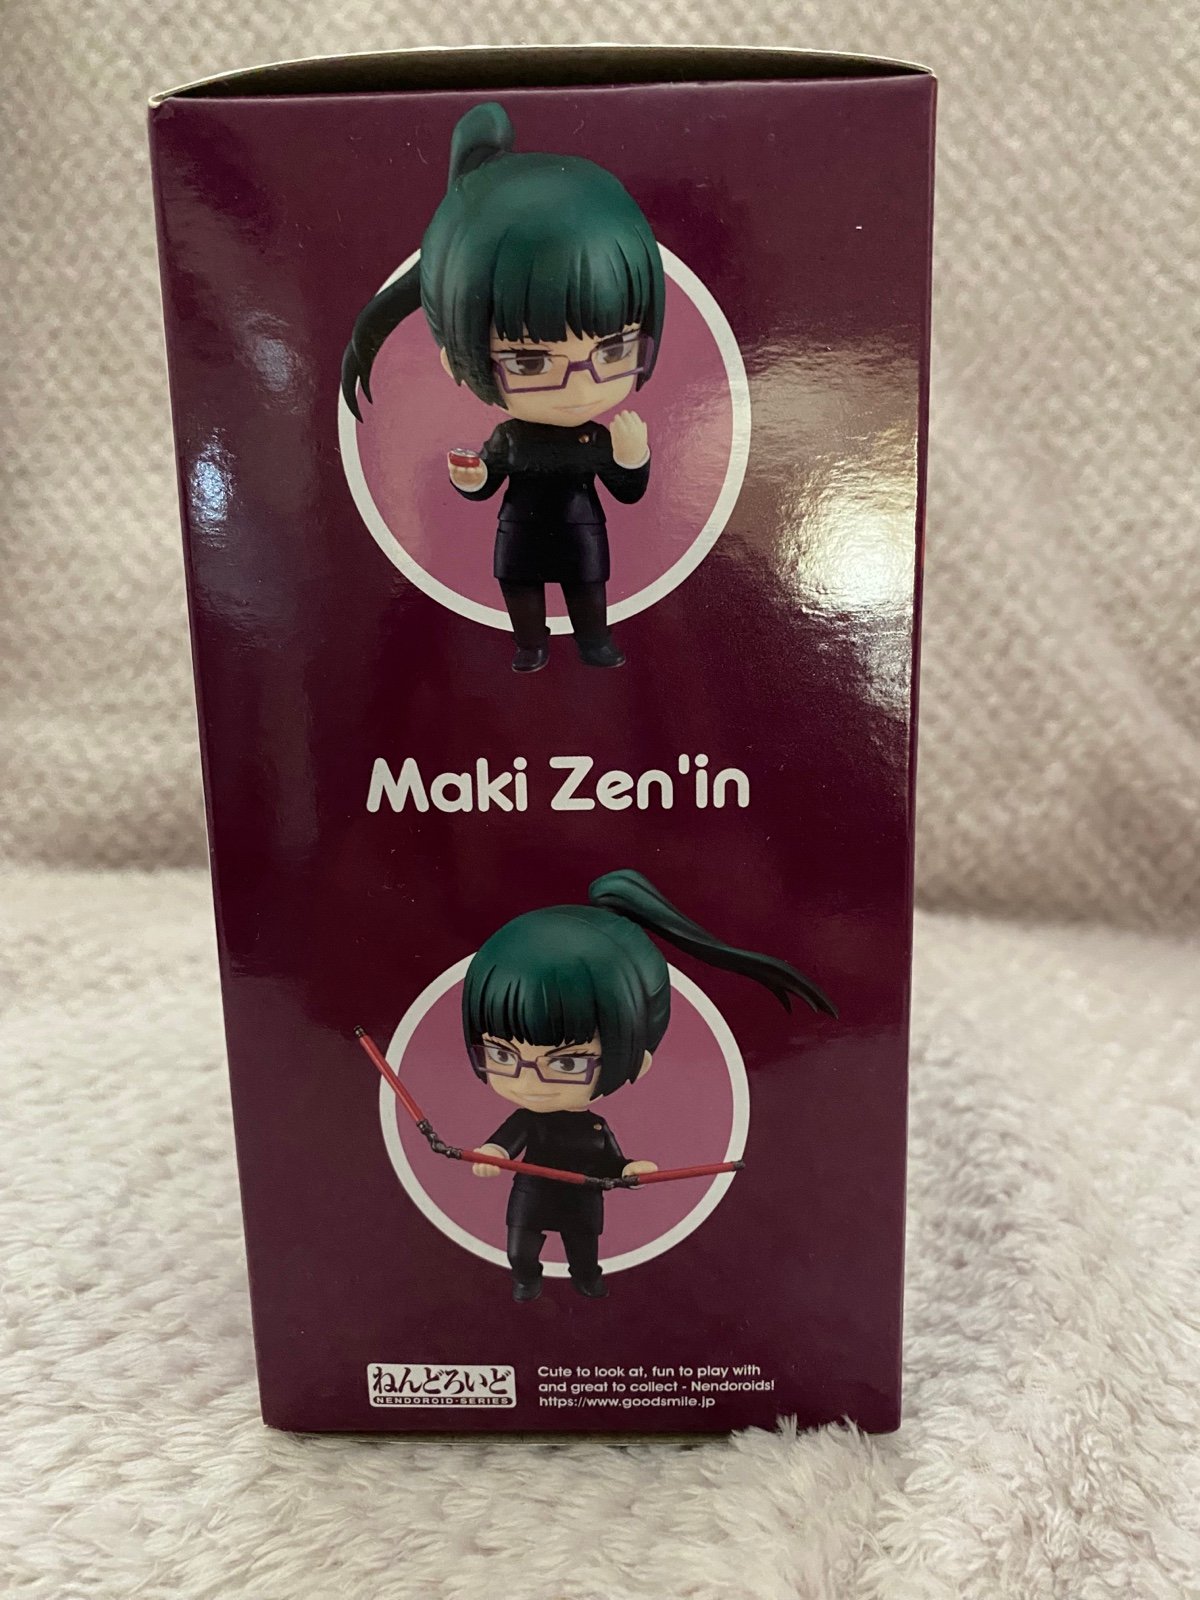 Maki Zen'in
ねんどろいど
NENDOROID·SERIES
Cute to look at, fun to play with
and great to collect - Nendoroids!
https://www.goodsmile.jp